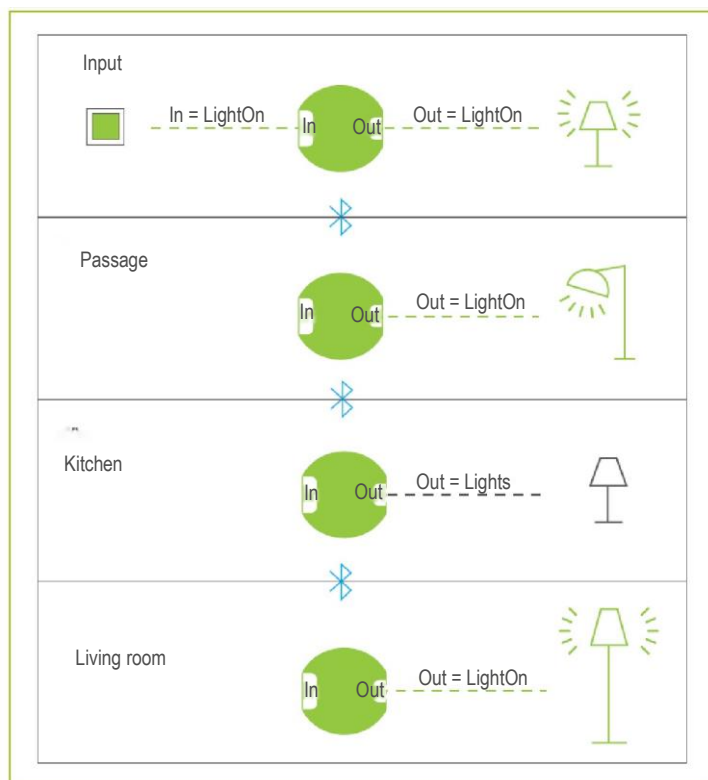 Input
In = LightOn
In
Out
Out = LightOn
Passage
In
Out
Out = LightOn
Kitchen
In
Out
Out = Lights
Living room
In
Out
Out = LightOn